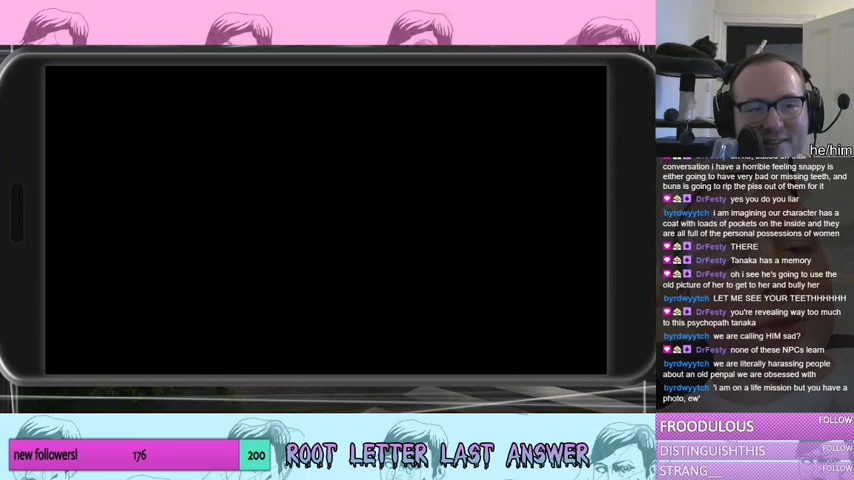 he/him
conversation i have a horrible feeling snappy is
either going to have very bad or missing teeth, and
buns is going to rip the piss out of them for it
DrFesty yes you do you liar
byrdwyytch i am imagining our character has a
coat with loads of pockets on the inside and they
are all full of the personal possessions of women
DrFesty THERE
DrFesty Tanaka has a memory
DrFesty oh i see he's going to use the
old picture of her to get to her and bully her
byrdwyytch LET ME SEE YOUR TEETHHHHHH
DrFesty you're revealing way too much
to this psychopath tanaka
byrdwyytch we are calling HIM sad?
DrFesty none of these NPCs learn
byrdwyytch we are literally harassing people
about an old penpal we are obsessed with
byrdwyytch 'i am on a life mission but you have a
photo, ew'
FROODULOUS FOLLOW
DISTINGUISHTHIS FOLLOW
STRANG__ FOLLOW
new followers! 176 200
ROOT LETTER LAST ANSWER